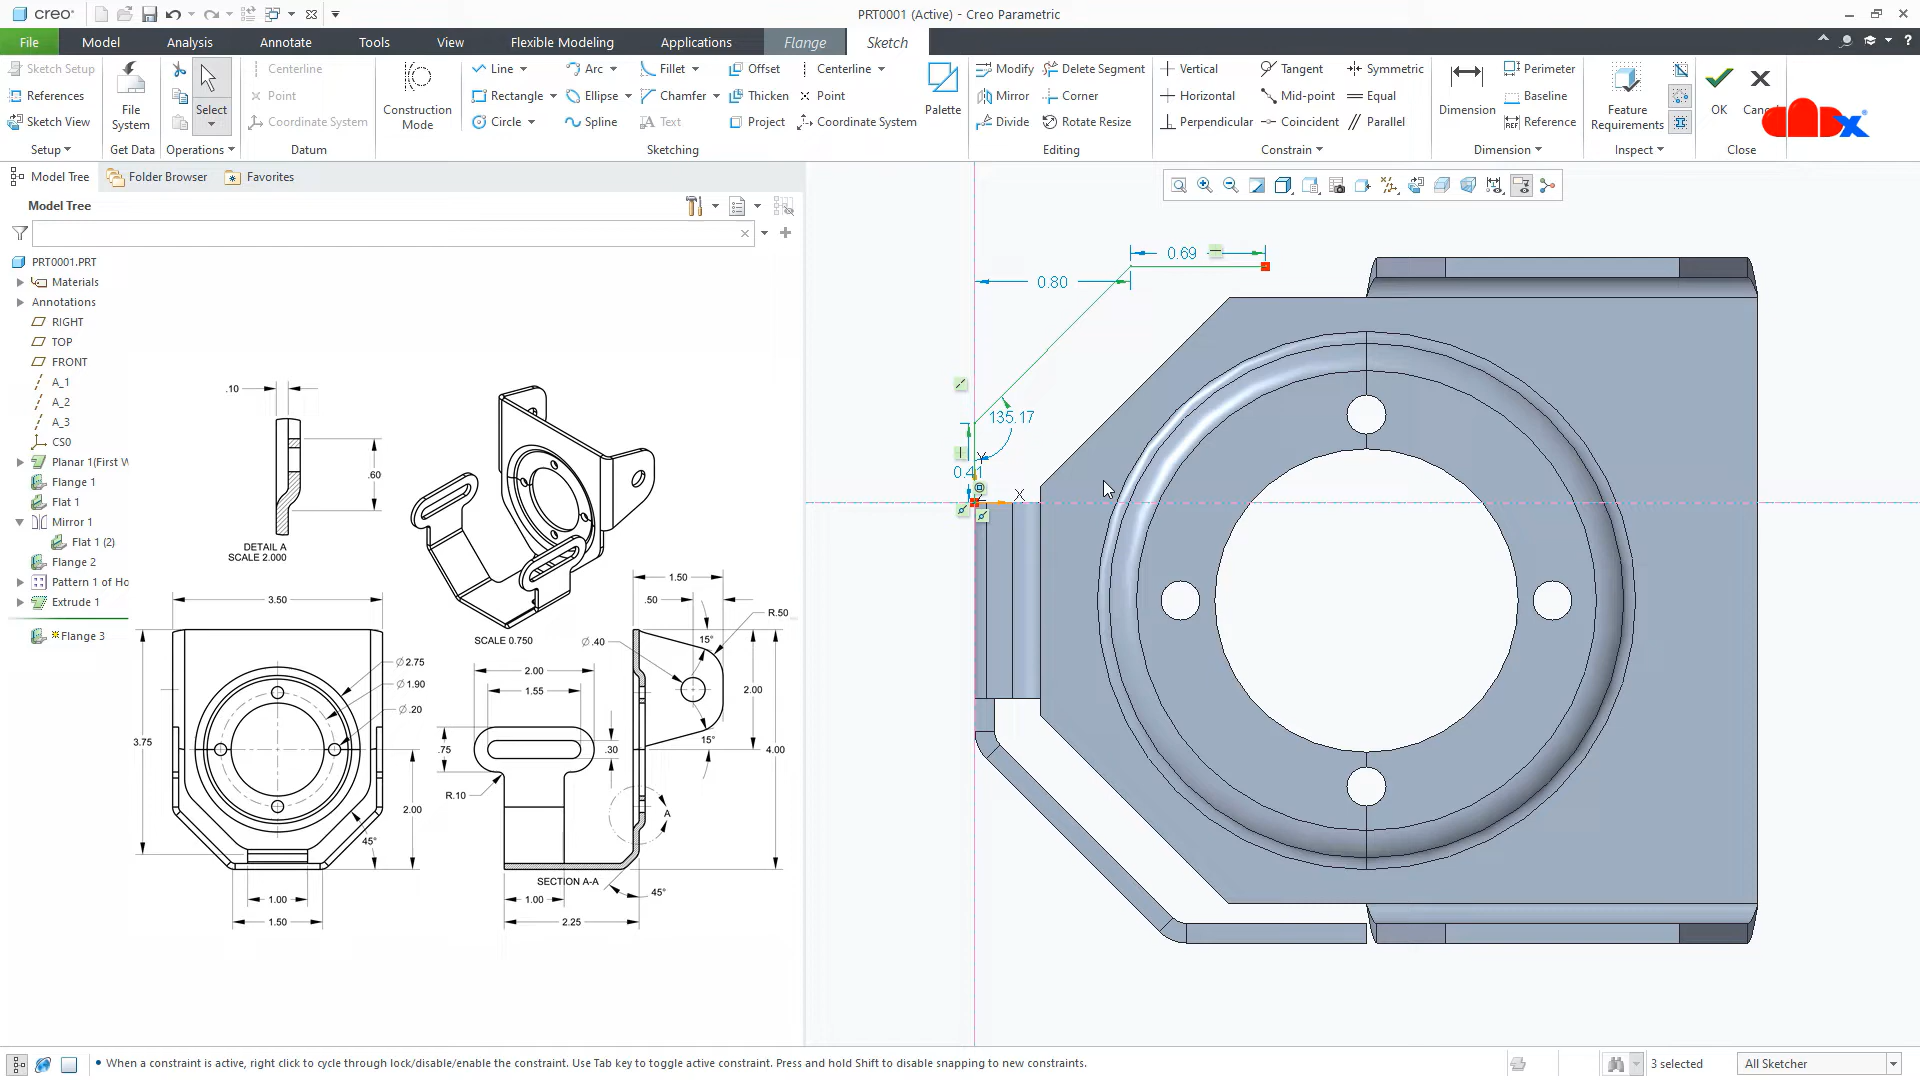 creo
PRT0001 (Active) - Creo Parametric
File Model Analysis Annotate Tools View Flexible Modeling Applications Flange Sketch
Sketch Setup
References
Sketch View
Setup
File System
Get Data
Select
Operations
Centerline
Point
Coordinate System
Datum
Construction Mode
Line Arc Fillet Offset Centerline
Rectangle Ellipse Chamfer Thicken Point
Circle Spline Text Project Coordinate System
Palette
Sketching
Modify Delete Segment
Mirror Corner
Divide Rotate Resize
Editing
Vertical Tangent Symmetric
Horizontal Mid-point Equal
Perpendicular Coincident Parallel
Constrain
Dimension
Perimeter
Baseline
Reference
Dimension
Feature Requirements
Inspect
OK Canc
Close
Model Tree Folder Browser Favorites
Model Tree
PRT0001.PRT
Materials
Annotations
RIGHT
TOP
FRONT
A_1
A_2
A_3
CS0
Planar 1(First W
Flange 1
Flat 1
Mirror 1
Flat 1 (2)
Flange 2
Pattern 1 of Ho
Extrude 1
Flange 3
.10
.60
DETAIL A
SCALE 2.000
SCALE 0.750
3.50
3.75
Ø2.75
Ø1.90
Ø.20
2.00
45°
1.00
1.50
2.00
1.55
.75
.30
R.10
1.50
.50
R.50
Ø.40
15°
15°
2.00
4.00
A
SECTION A-A
45°
1.00
2.25
0.69
0.80
135.17
0.41
Y
X
When a constraint is active, right click to cycle through lock/disable/enable the constraint. Use Tab key to toggle active constraint. Press and hold Shift to disable snapping to new constraints.
3 selected
All Sketcher